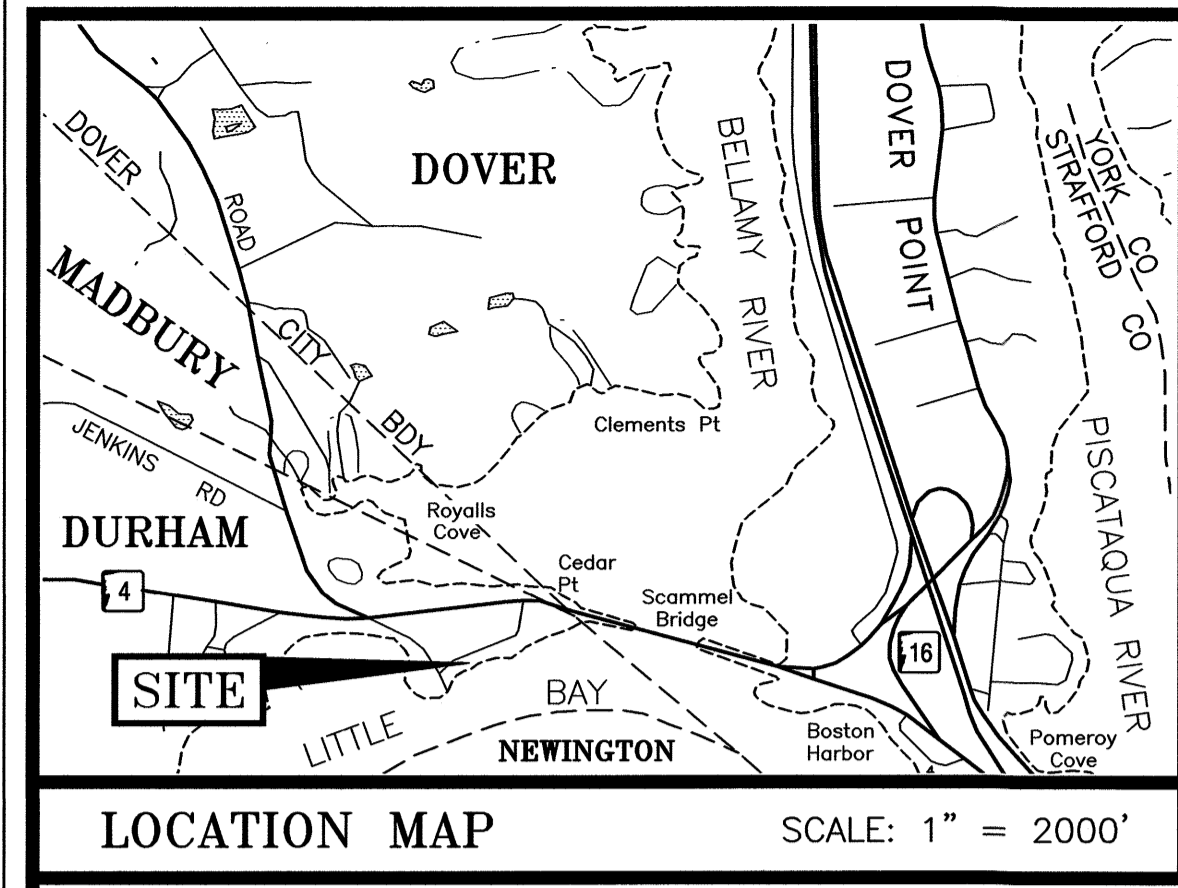 DOVER
POINT
DOVER
DOVER
ROAD
BELLAMY RIVER
YORK CO
STRAFFORD CO
MADBURY
CITY
BDY
JENKINS RD
Clements Pt
PISCATAQUA RIVER
DURHAM
Royalls
Cove
Cedar
Pt
4
Scammel
Bridge
16
SITE
LITTLE BAY
NEWINGTON
Boston
Harbor
Pomeroy
Cove
LOCATION MAP
SCALE: 1" = 2000'